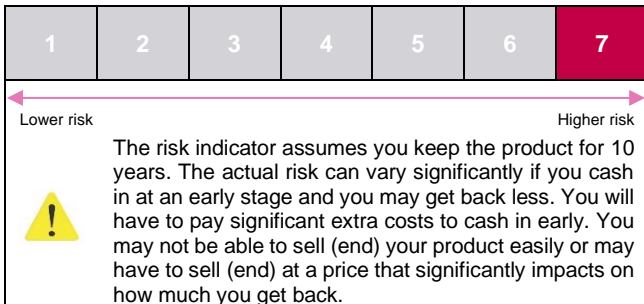 1 2 3 4 5 6 7
Lower risk Higher risk
The risk indicator assumes you keep the product for 10
years. The actual risk can vary significantly if you cash
in at an early stage and you may get back less. You will
have to pay significant extra costs to cash in early. You
may not be able to sell (end) your product easily or may
have to sell (end) at a price that significantly impacts on
how much you get back.